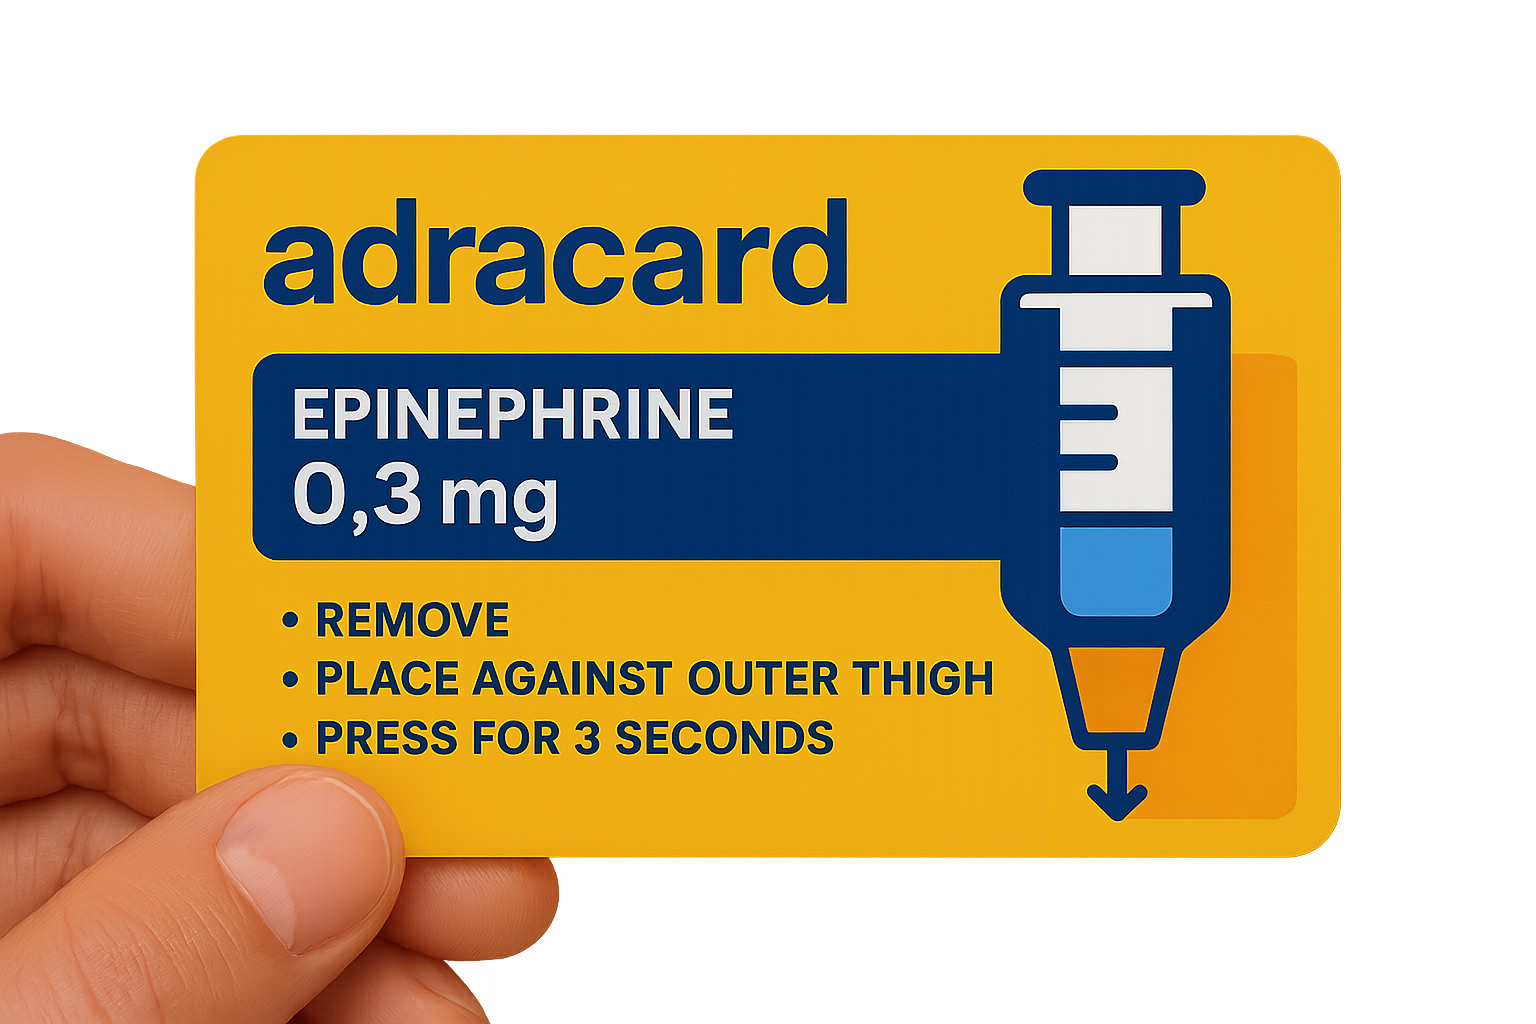 adracard
EPINEPHRINE
0,3 mg
• REMOVE
• PLACE AGAINST OUTER THIGH
• PRESS FOR 3 SECONDS